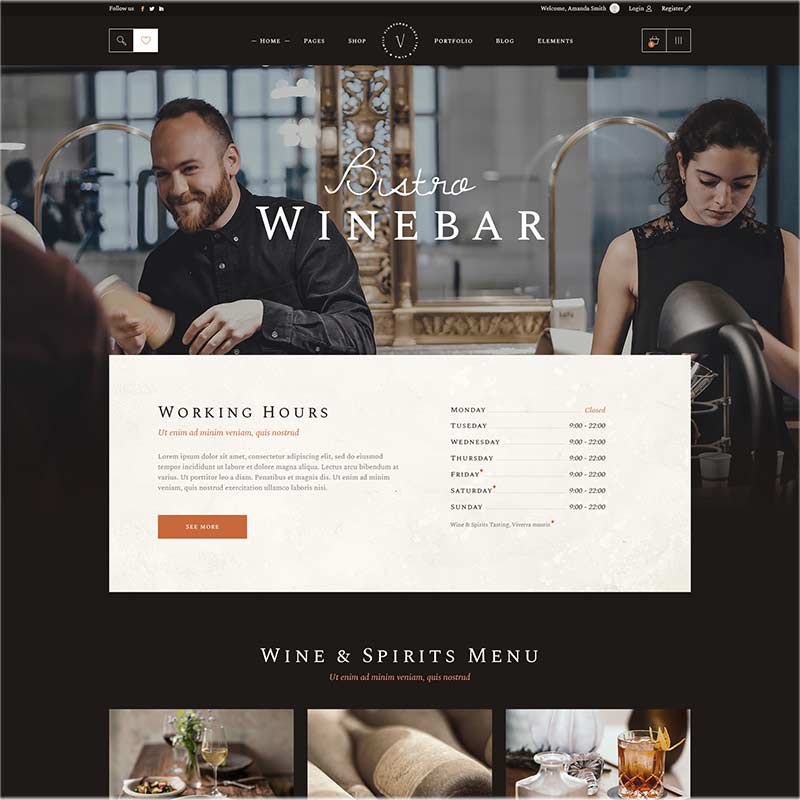 Follow us
Welcome, Amanda Smith
Login
Register
Home
Pages
Shop
V
Portfolio
Blog
Elements
Bistro
Winebar
Working Hours
Ut enim ad minim veniam, quis nostrud
Lorem ipsum dolor sit amet, consectetur adipiscing elit, sed do eiusmod
tempor incididunt ut labore et dolore magna aliqua. Lectus arcu bibendum at
varius. Ut porttitor leo a diam. Penatibus et magnis dis. Ut enim ad minim
veniam, quis nostrud exercitation ullamco laboris nisi.
See more
Monday Closed
Tuseday 9:00 - 22:00
Wednesday 9:00 - 22:00
Thursday 9:00 - 22:00
Friday* 9:00 - 22:00
Saturday* 9:00 - 22:00
Sunday 9:00 - 22:00
Wine & Spirits Tasting, Viverra mauris*
Wine & Spirits Menu
Ut enim ad minim veniam, quis nostrud